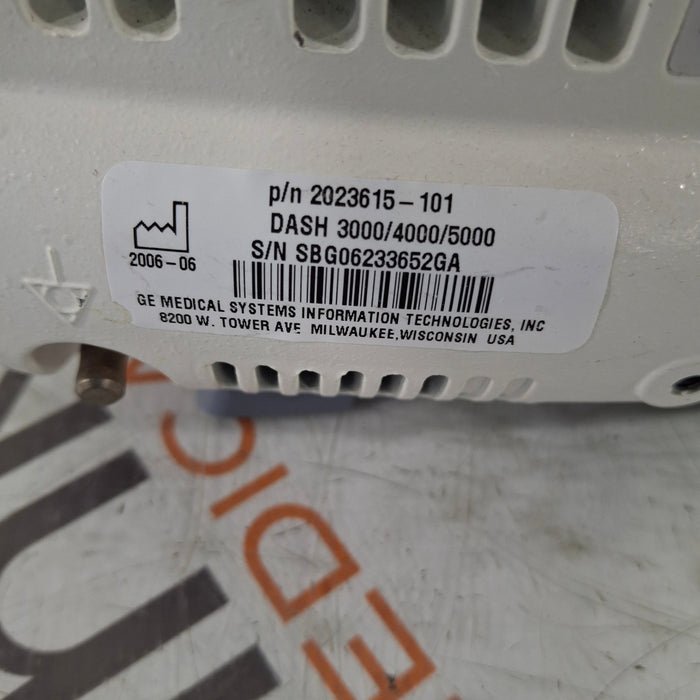 p/n 2023615-101
DASH 3000/4000/5000
2006-06
S/N SBG06233652GA
GE MEDICAL SYSTEMS INFORMATION TECHNOLOGIES, INC
8200 W. TOWER AVE MILWAUKEE, WISCONSIN USA
MEDIC